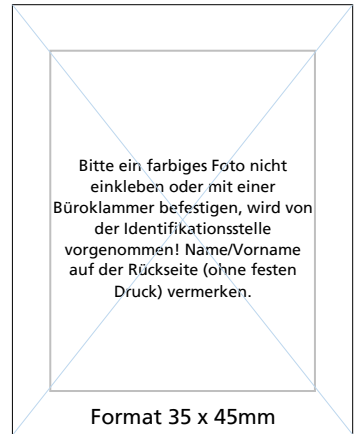 Bitte ein farbiges Foto nicht
einkleben oder mit einer
Büroklammer befestigen, wird von
der Identifikationsstelle
vorgenommen! Name/Vorname
auf der Rückseite (ohne festen
Druck) vermerken.
Format 35 x 45mm